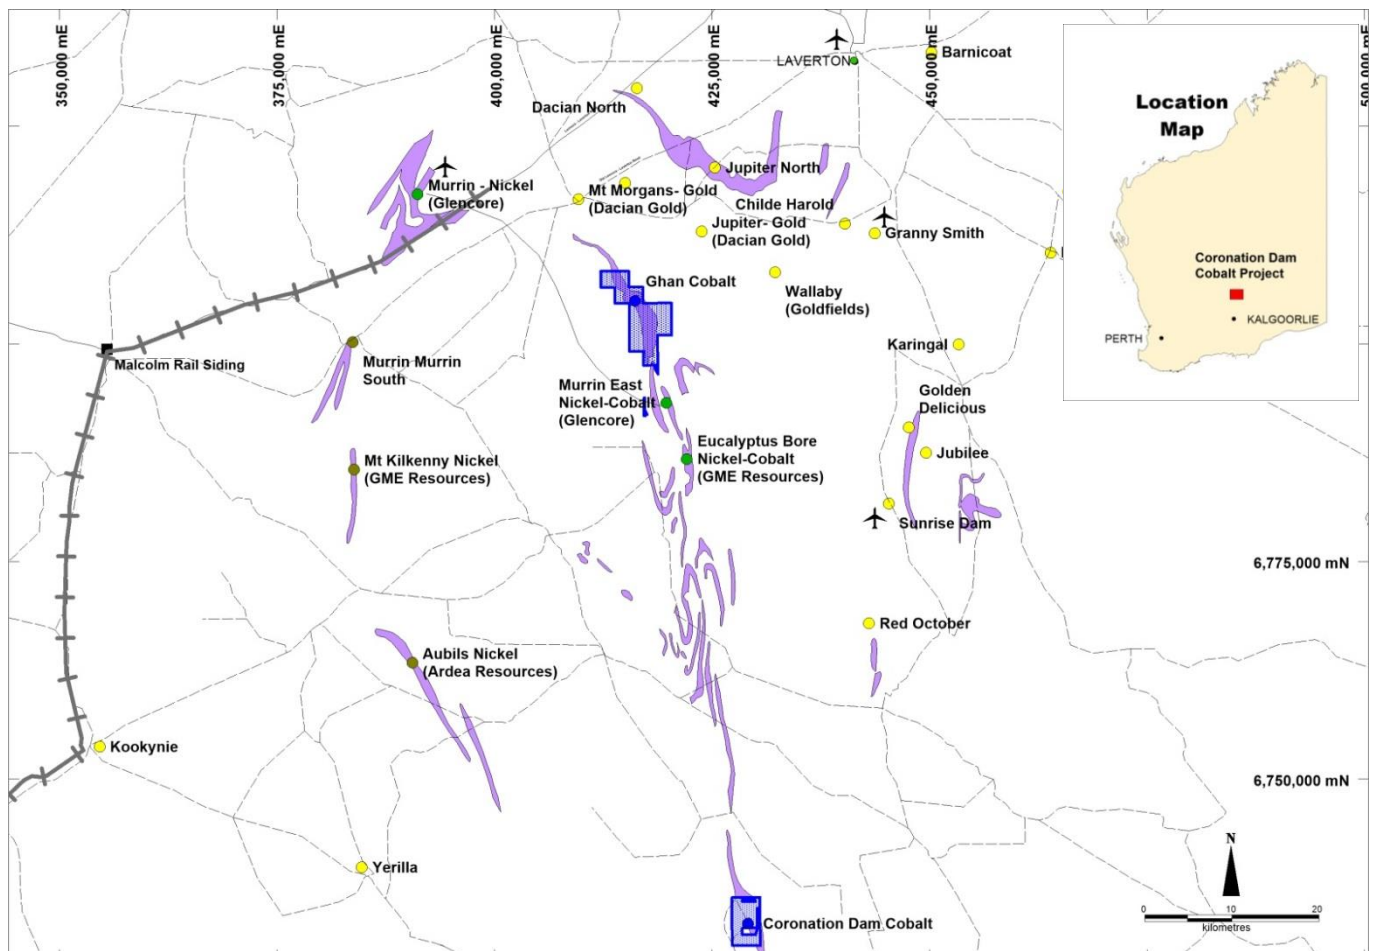 350,000 mE
375,000 mE
400,000 mE
425,000 mE
450,000 mE
LAVERTON
Barnicoat
Dacian North
Jupiter North
Murrin - Nickel
(Glencore)
Mt Morgans- Gold
(Dacian Gold)
Childe Harold
Jupiter- Gold
(Dacian Gold)
Granny Smith
Ghan Cobalt
Wallaby
(Goldfields)
Malcolm Rail Siding
Murrin Murrin
South
Karingal
Murrin East
Nickel-Cobalt
(Glencore)
Golden
Delicious
Eucalyptus Bore
Nickel-Cobalt
(GME Resources)
Jubilee
Mt Kilkenny Nickel
(GME Resources)
Sunrise Dam
6,775,000 mN
Red October
Aubils Nickel
(Ardea Resources)
Kookynie
6,750,000 mN
Yerilla
Coronation Dam Cobalt
N
0 10 20
kilometres
Location
Map
Coronation Dam
Cobalt Project
KALGOORLIE
PERTH